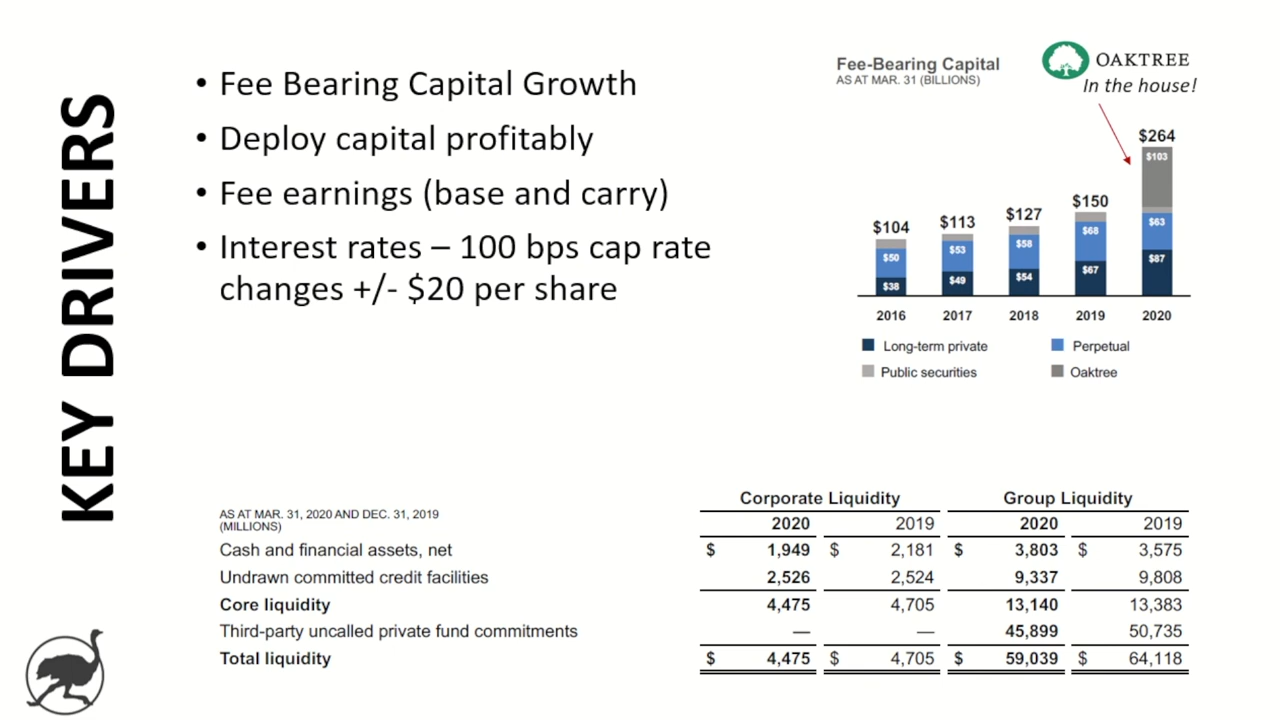 KEY DRIVERS
• Fee Bearing Capital Growth
• Deploy capital profitably
• Fee earnings (base and carry)
• Interest rates – 100 bps cap rate
changes +/- $20 per share
Fee-Bearing Capital
AS AT MAR. 31 (BILLIONS)
OAKTREE
In the house!
$104 $113 $127 $150 $264
$103
$50 $53 $58 $68 $63
$38 $49 $54 $67 $87
2016 2017 2018 2019 2020
Long-term private Perpetual
Public securities Oaktree
Corporate Liquidity Group Liquidity
AS AT MAR. 31, 2020 AND DEC. 31, 2019
(MILLIONS)
2020 2019 2020 2019
Cash and financial assets, net $ 1,949 $ 2,181 $ 3,803 $ 3,575
Undrawn committed credit facilities 2,526 2,524 9,337 9,808
Core liquidity 4,475 4,705 13,140 13,383
Third-party uncalled private fund commitments — — 45,899 50,735
Total liquidity $ 4,475 $ 4,705 $ 59,039 $ 64,118